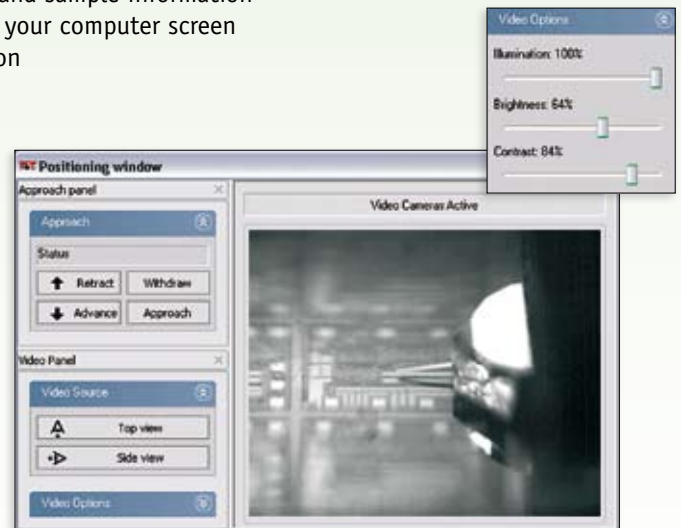 and sample information
your computer screen
on
Video Options
Illumination: 100%
Brightness: 64%
Contrast: 84%
Positioning window
Approach panel
Approach
Status
Retract Withdraw
Advance Approach
Video Panel
Video Source
Top view
Side view
Video Options
Video Cameras Active